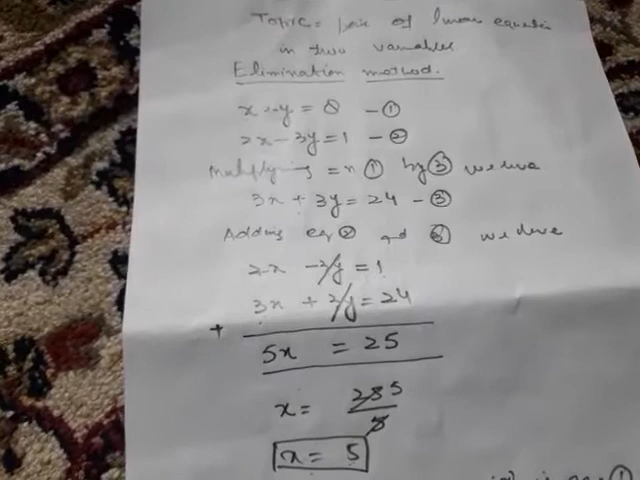 Topic = pair of linear equation
in two variables
Elimination method.
x + y = 8 - ①
2x - 3y = 1 - ②
Multiplying = n ① by ③ we have
3x + 3y = 24 - ③
Adding eq ② and ③ we have
2x - 3y = 1
3x + 3y = 24
+
5x = 25
x = 25 5
5
x = 5